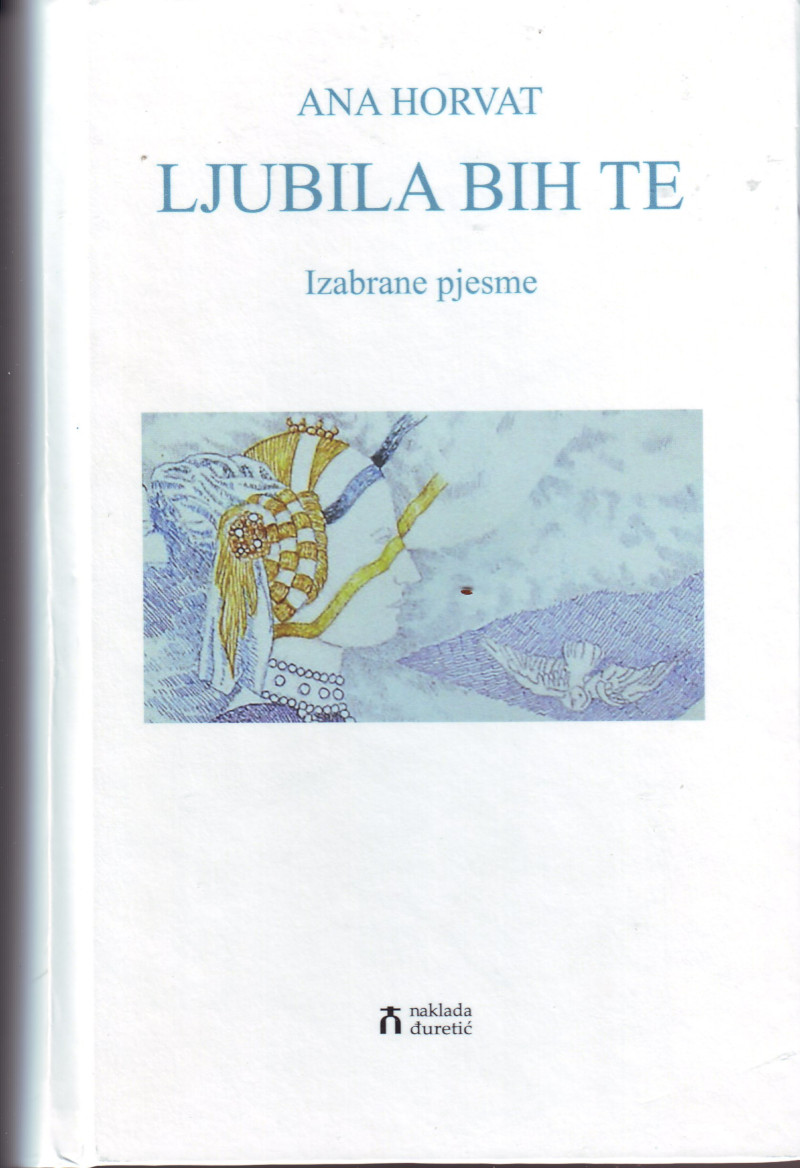 ANA HORVAT
LJUBILA BIH TE
Izabrane pjesme
naklada
đuretić